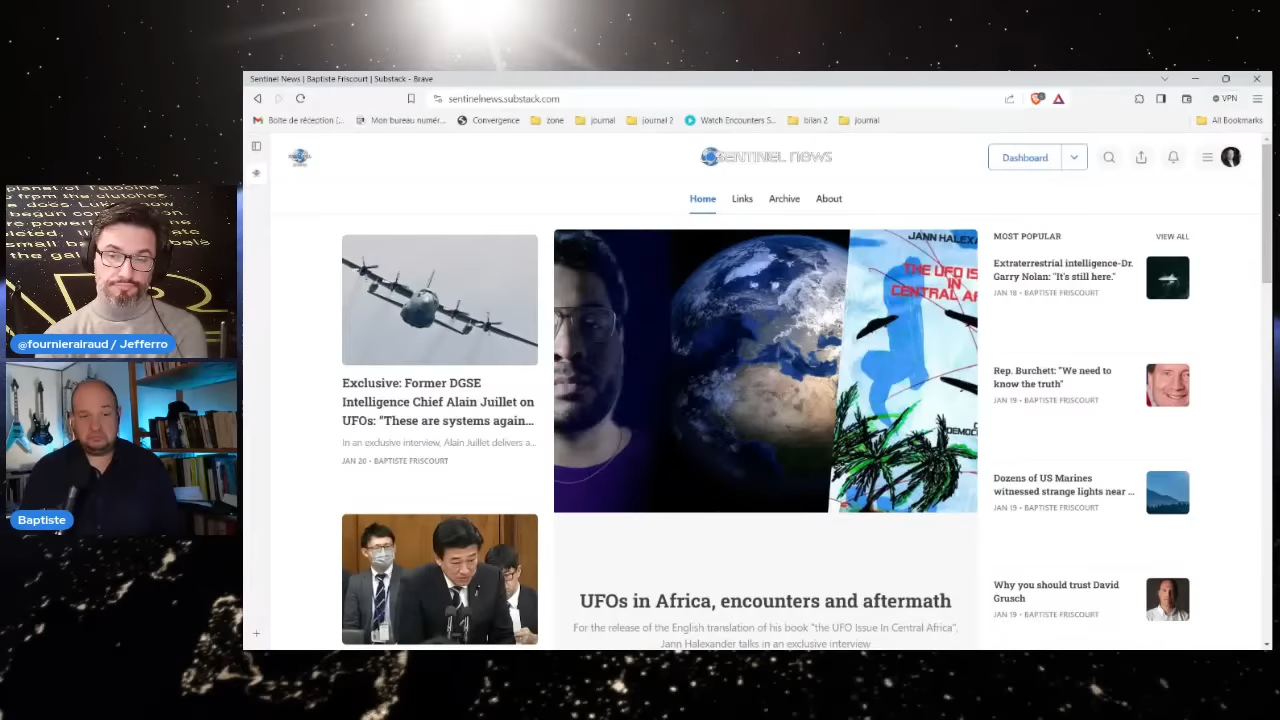 Sentinel News | Baptiste Friscourt | Substack - Brave
sentinelnews.substack.com
VPN
Boîte de réception (...
Mon bureau numér...
Convergence
zone
journal
journal 2
Watch Encounters S...
bilan 2
journal
All Bookmarks
SENTINEL NEWS
Dashboard
Home
Links
Archive
About
Exclusive: Former DGSE
Intelligence Chief Alain Juillet on
UFOs: "These are systems again...
In an exclusive interview, Alain Juillet delivers a...
JAN 20 • BAPTISTE FRISCOURT
JANN HALEXA
THE UFO IS
IN
CENTRAL AF
DEMOC
UFOs in Africa, encounters and aftermath
For the release of the English translation of his book "the UFO Issue In Central Africa",
Jann Halexander talks in an exclusive interview
MOST POPULAR
VIEW ALL
Extraterrestrial intelligence-Dr.
Garry Nolan: "It's still here."
JAN 18 • BAPTISTE FRISCOURT
Rep. Burchett: "We need to
know the truth"
JAN 19 • BAPTISTE FRISCOURT
Dozens of US Marines
witnessed strange lights near ...
JAN 19 • BAPTISTE FRISCOURT
Why you should trust David
Grusch
JAN 19 • BAPTISTE FRISCOURT
@fournierairaud / Jefferro
Baptiste